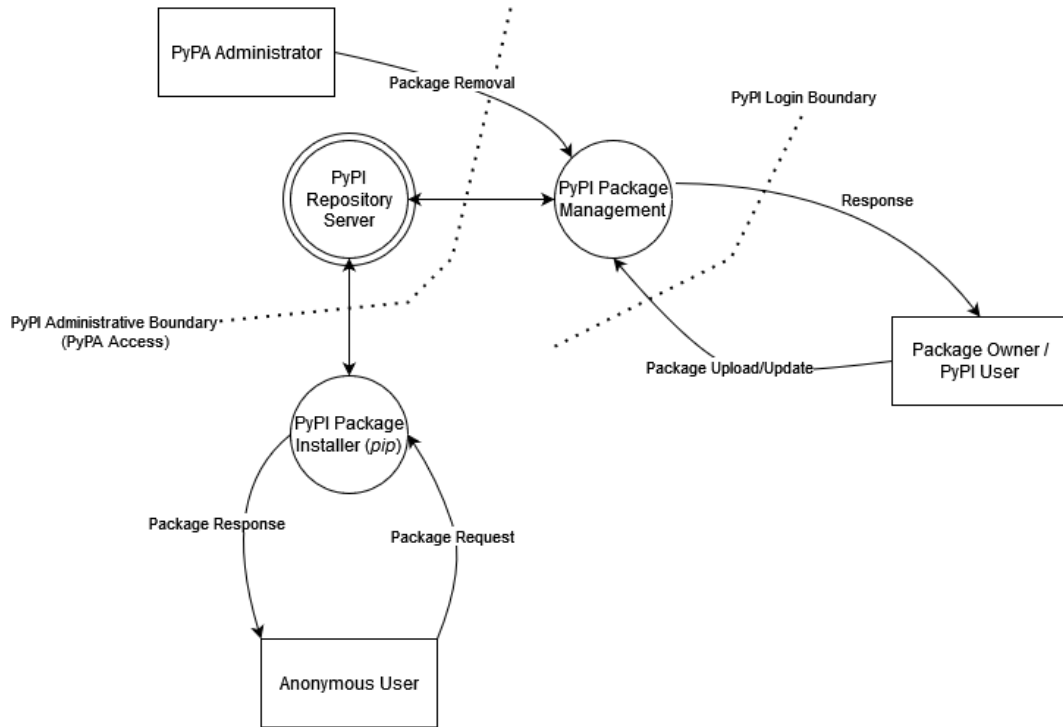 PyPA Administrator
Package Removal
PyPI Login Boundary
PyPI
Repository
Server
PyPI Package
Management
Response
PyPI Administrative Boundary
(PyPA Access)
Package Owner /
PyPI User
Package Upload/Update
PyPI Package
Installer (pip)
Package Response
Package Request
Anonymous User